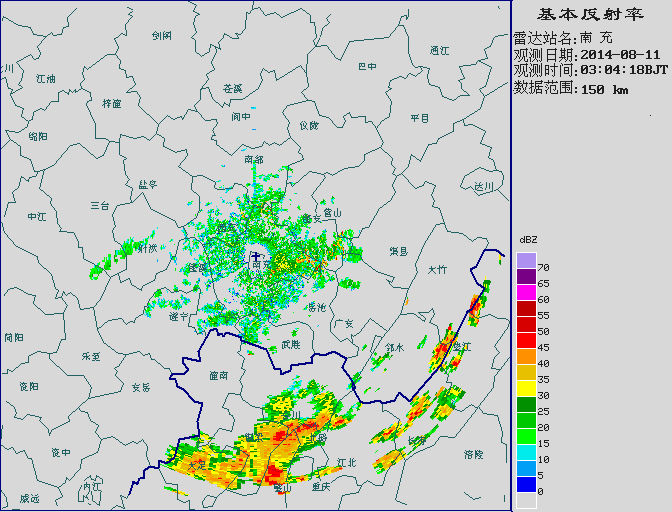 基本反射率
雷达站名:南 充
观测日期:2014-08-11
观测时间:03:04:18BJT
数据范围:150 km
剑阁
通江
川
江油
巴中
苍溪
梓潼
阆中
仪陇
平昌
绵阳
南部
盐亭
达川
三台
中江
营山
渠县
大竹
射洪
南充
蓬溪
遂宁
岳池
广安
武胜
邻水
垫江
简阳
乐至
潼南
安岳
资阳
合川
长寿
涪陵
资中
大足
江北
内江
璧山
重庆
威远
dBZ
70
65
60
55
50
45
40
35
30
25
20
15
10
5
0